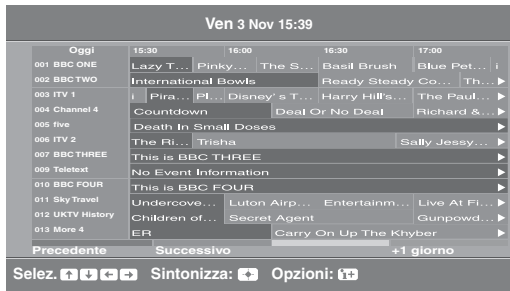 Ven 3 Nov 15:39
Oggi 15:30 16:00 16:30 17:00
001 BBC ONE Lazy T... Pinky... The S... Basil Brush Blue Pet... i
002 BBC TWO International Bowls Ready Steady Co... Th...
003 ITV 1 i Pira... Pl... Disney's T... Harry Hill's... The Paul...
004 Channel 4 Countdown Deal Or No Deal Richard &...
005 five Death In Small Doses
006 ITV 2 The Ri... Trisha Sally Jessy...
007 BBC THREE This is BBC THREE
009 Teletext No Event Information
010 BBC FOUR This is BBC FOUR
011 Sky Travel Undercove... Luton Airp... Entertainm... Live At Fi...
012 UKTV History Children of... Secret Agent Gunpowd...
013 More 4 ER Carry On Up The Khyber
Precedente Successivo +1 giorno
Selez. Sintonizza: Opzioni: i+